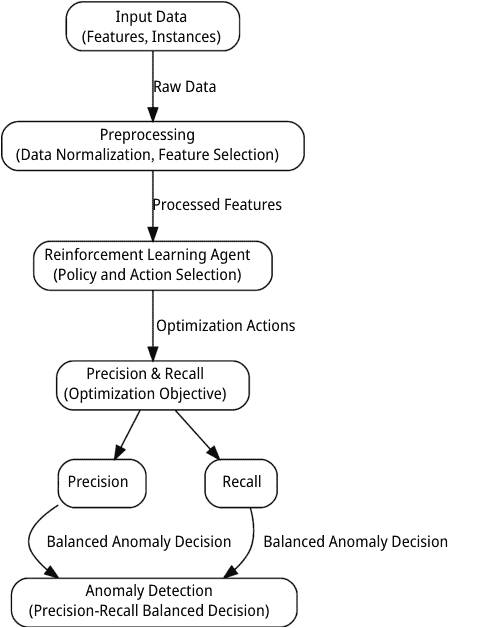 Input Data
(Features, Instances)
Raw Data
Preprocessing
(Data Normalization, Feature Selection)
Processed Features
Reinforcement Learning Agent
(Policy and Action Selection)
Optimization Actions
Precision & Recall
(Optimization Objective)
Precision
Recall
Balanced Anomaly Decision
Balanced Anomaly Decision
Anomaly Detection
(Precision-Recall Balanced Decision)